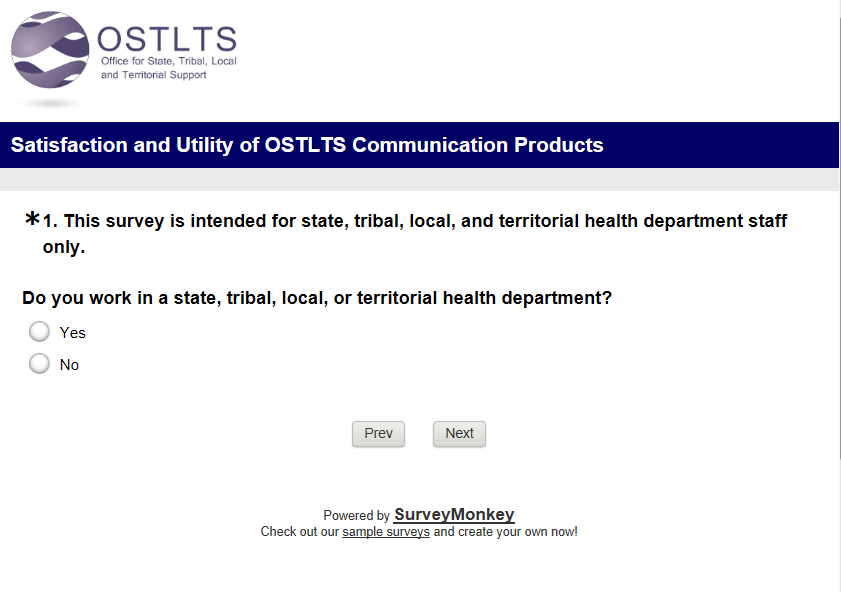 OSTLTS
Office for State, Tribal, Local
and Territorial Support
Satisfaction and Utility of OSTLTS Communication Products
*1. This survey is intended for state, tribal, local, and territorial health department staff
only.
Do you work in a state, tribal, local, or territorial health department?
Yes
No
Prev Next
Powered by SurveyMonkey
Check out our sample surveys and create your own now!